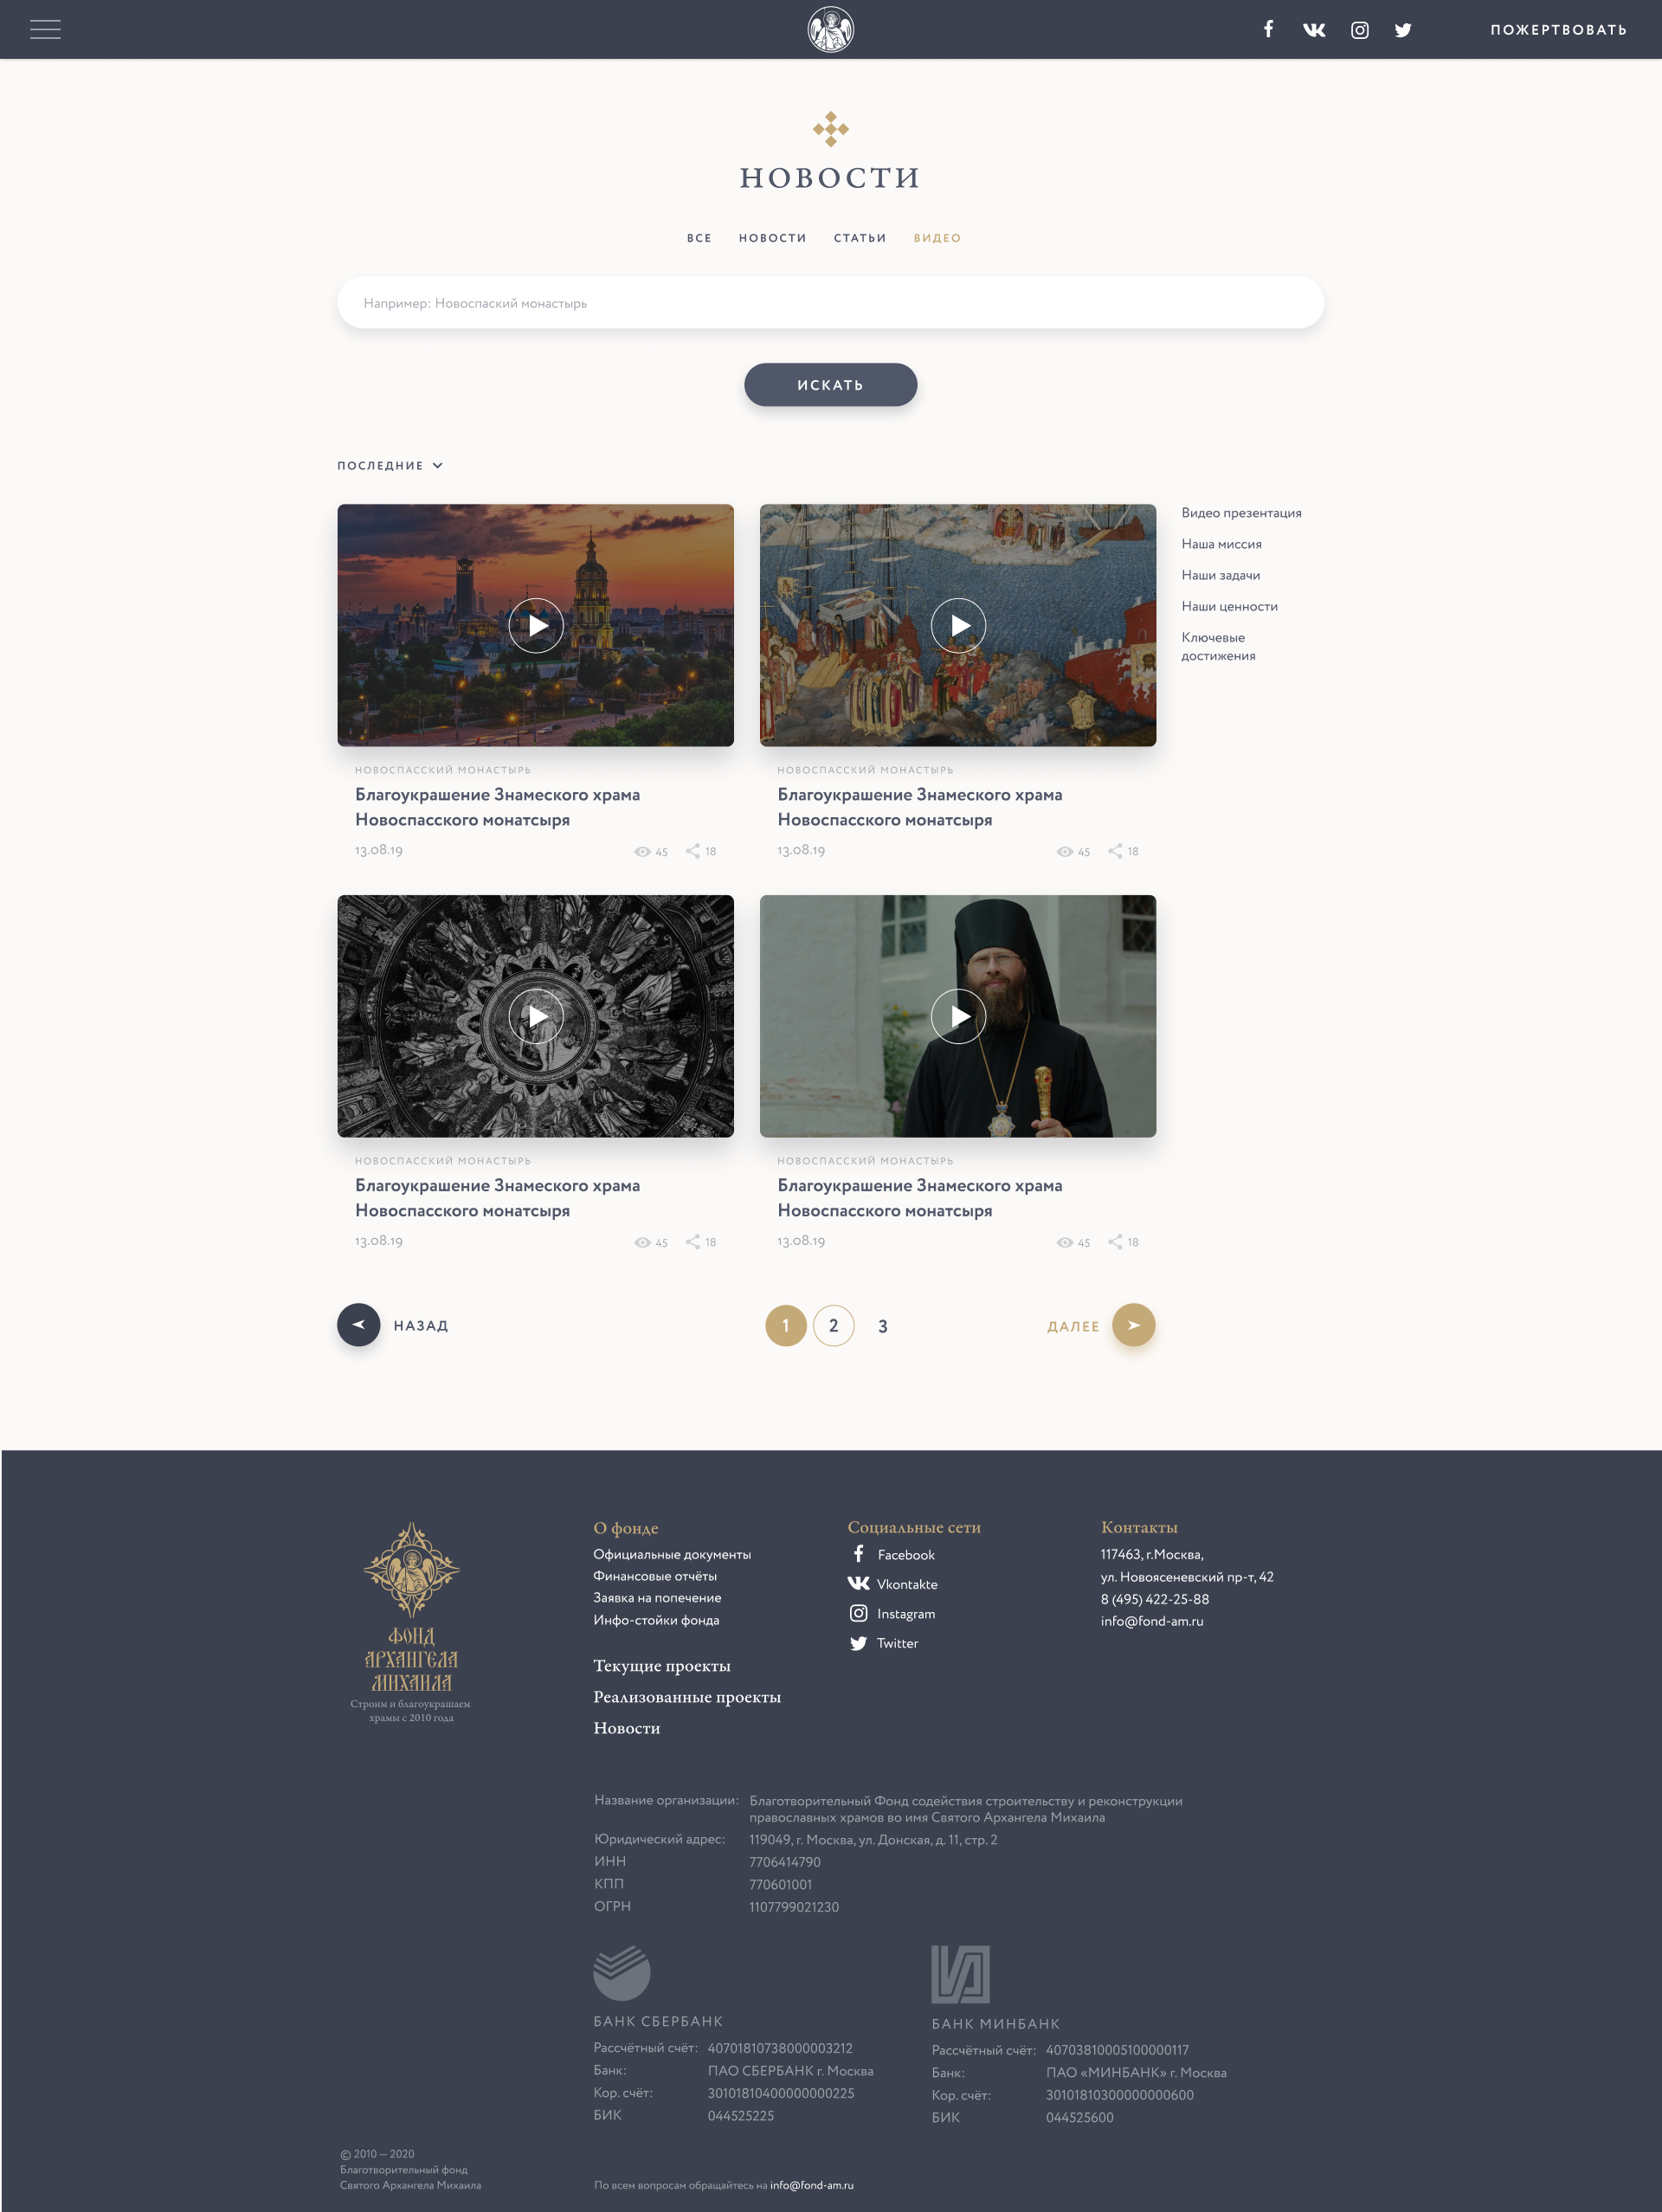 ПОЖЕРТВОВАТЬ
НОВОСТИ
ВСЕ НОВОСТИ СТАТЬИ ВИДЕО
Например: Новоспаский монастырь
ИСКАТЬ
ПОСЛЕДНИЕ
Видео презентация
Наша миссия
Наши задачи
Наши ценности
Ключевые
достижения
НОВОСПАССКИЙ МОНАСТЫРЬ
Благоукрашение Знамеского храма
Новоспасского монатсыря
13.08.19 45 18
НОВОСПАССКИЙ МОНАСТЫРЬ
Благоукрашение Знамеского храма
Новоспасского монатсыря
13.08.19 45 18
НОВОСПАССКИЙ МОНАСТЫРЬ
Благоукрашение Знамеского храма
Новоспасского монатсыря
13.08.19 45 18
НОВОСПАССКИЙ МОНАСТЫРЬ
Благоукрашение Знамеского храма
Новоспасского монатсыря
13.08.19 45 18
НАЗАД 1 2 3 ДАЛЕЕ
ФОНД
АРХАНГЕЛА
МИХАИЛА
Строим и благоукрашаем
храмы с 2010 года
О фонде
Официальные документы
Финансовые отчёты
Заявка на попечение
Инфо-стойки фонда
Текущие проекты
Реализованные проекты
Новости
Социальные сети
Facebook
Vkontakte
Instagram
Twitter
Контакты
117463, г.Москва,
ул. Новоясеневский пр-т, 42
8 (495) 422-25-88
info@fond-am.ru
Название организации: Благотворительный Фонд содействия строительству и реконструкции
православных храмов во имя Святого Архангела Михаила
Юридический адрес: 119049, г. Москва, ул. Донская, д. 11, стр. 2
ИНН 7706414790
КПП 770601001
ОГРН 1107799021230
БАНК СБЕРБАНК
Рассчётный счёт: 40701810738000003212
Банк: ПАО СБЕРБАНК г. Москва
Кор. счёт: 30101810400000000225
БИК 044525225
БАНК МИНБАНК
Рассчётный счёт: 40703810005100000117
Банк: ПАО «МИНБАНК» г. Москва
Кор. счёт: 30101810300000000600
БИК 044525600
© 2010 — 2020
Благотворительный фонд
Святого Архангела Михаила
По всем вопросам обращайтесь на info@fond-am.ru